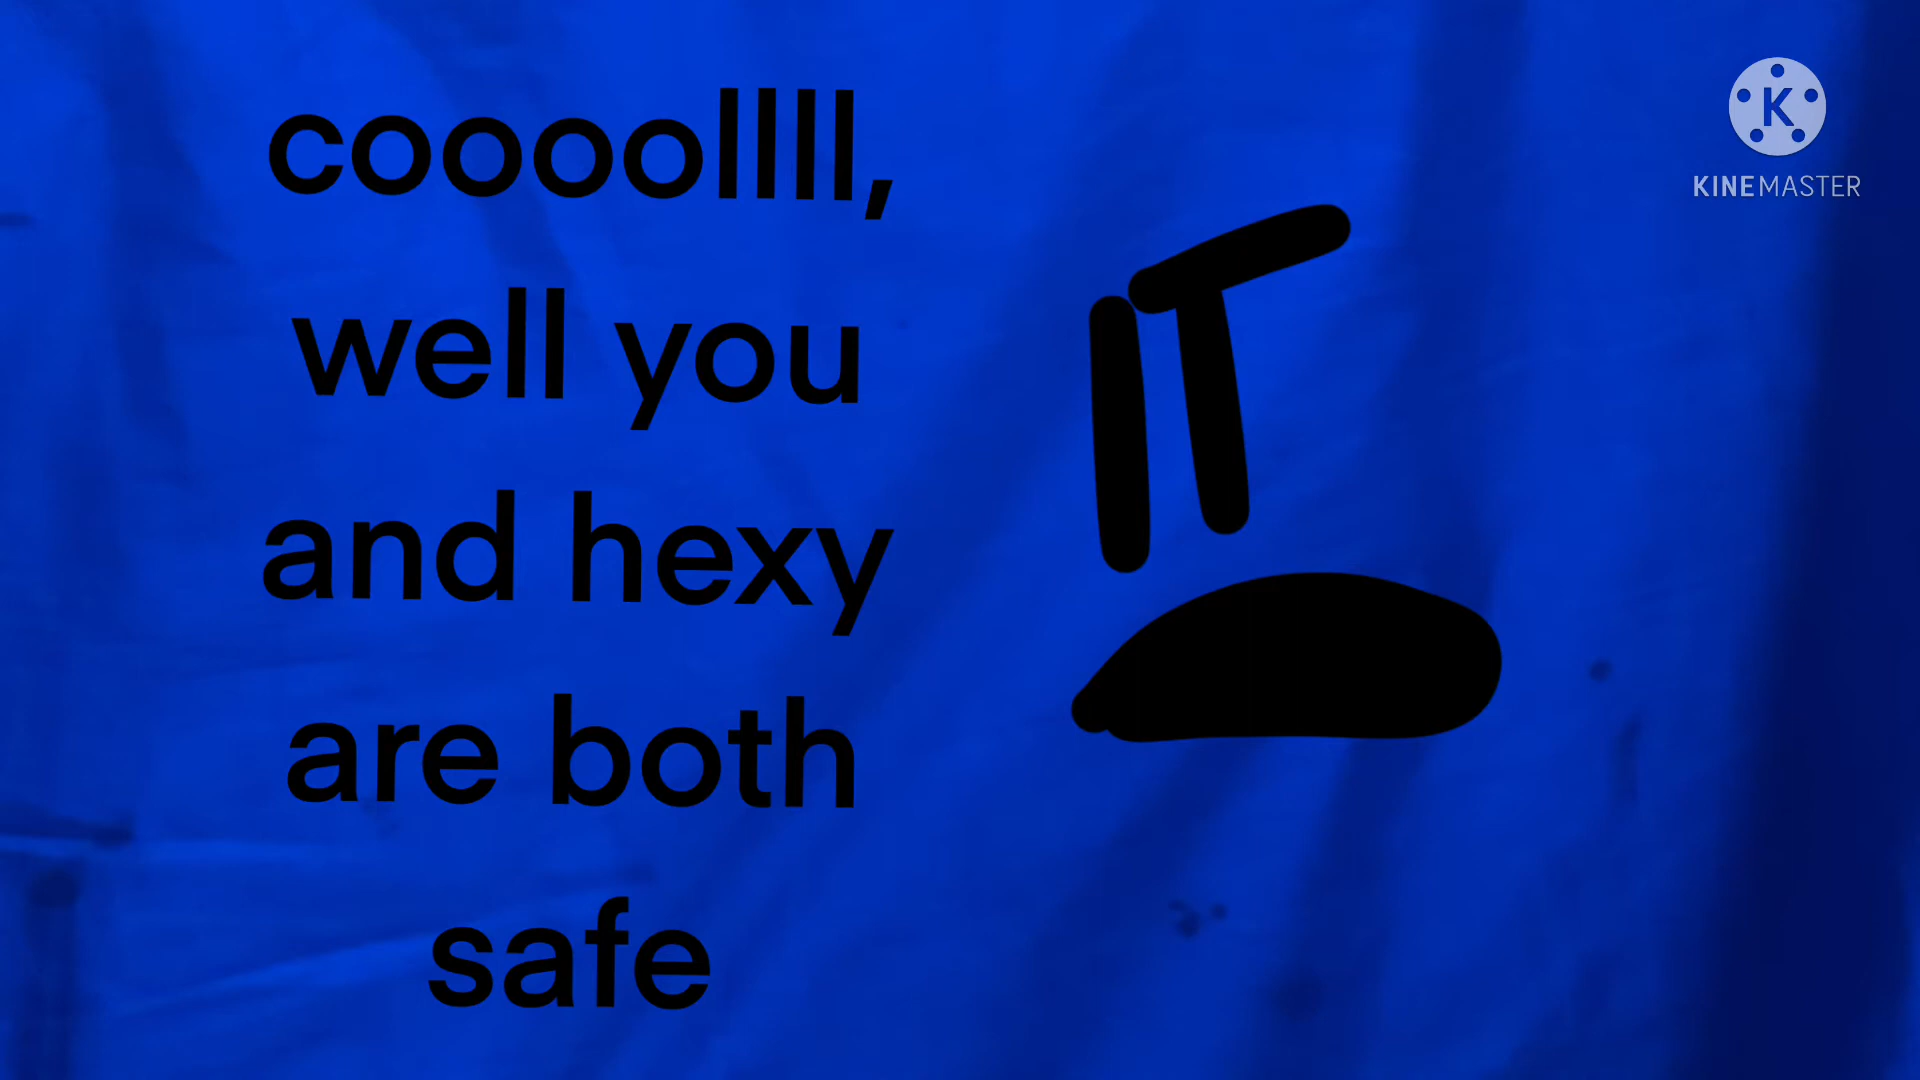 coooollll,
well you
and hexy
are both
safe
K
KINEMASTER